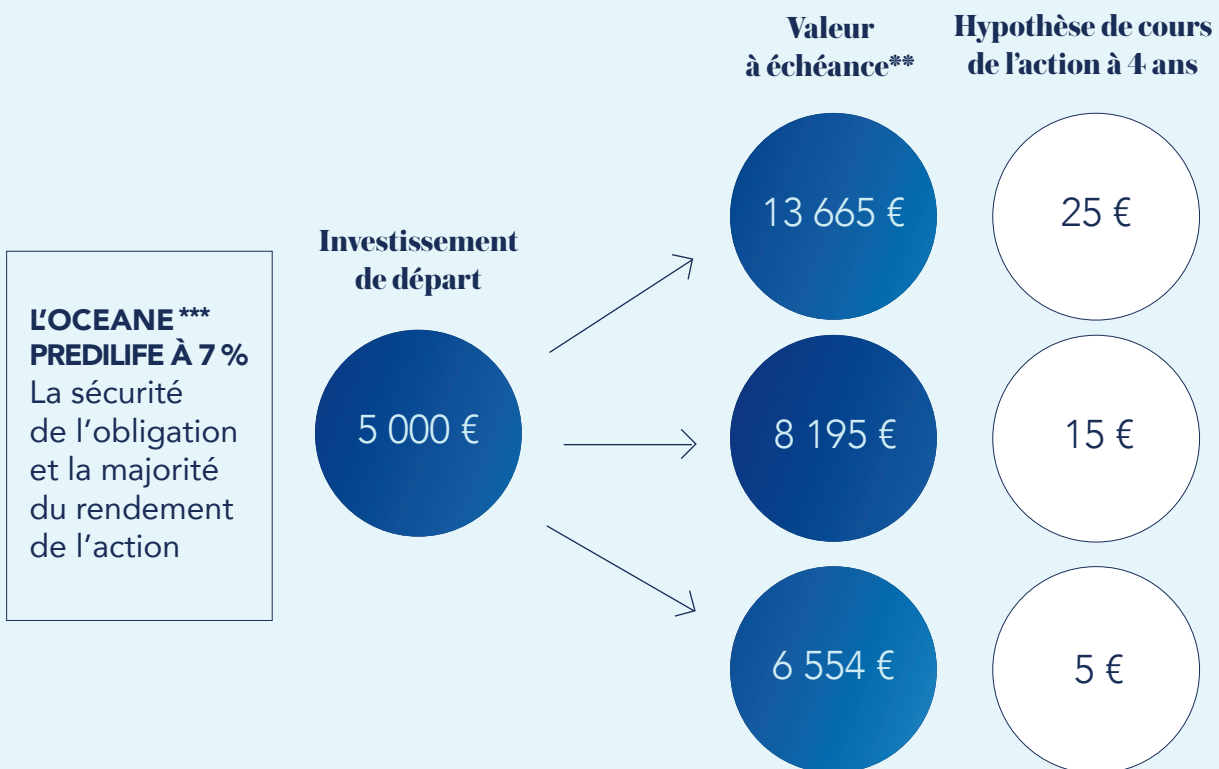 Valeur
à échéance**
Hypothèse de cours
de l'action à 4 ans
13 665 €
25 €
Investissement
de départ
L'OCEANE ***
PREDILIFE À 7 %
La sécurité
de l'obligation
et la majorité
du rendement
de l'action
5 000 €
8 195 €
15 €
6 554 €
5 €